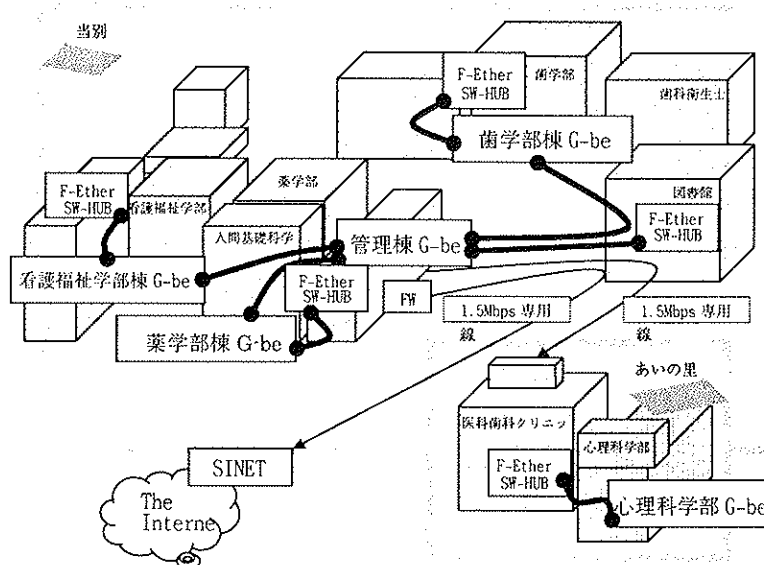 当別
F-Ether
SW-HUB
歯学部
歯科衛生士
歯学部棟 G-be
薬学部
図書館
F-Ether
SW-HUB
看護福祉学部
F-Ether
SW-HUB
人間基礎科学
管理棟 G-be
看護福祉学部棟 G-be
F-Ether
SW-HUB
FW
1.5Mbps 専用
線
1.5Mbps 専用
線
薬学部棟 G-be
あいの里
医科歯科クリニッ
心理科学部
SINET
F-Ether
SW-HUB
The
Interne
心理科学部 G-be